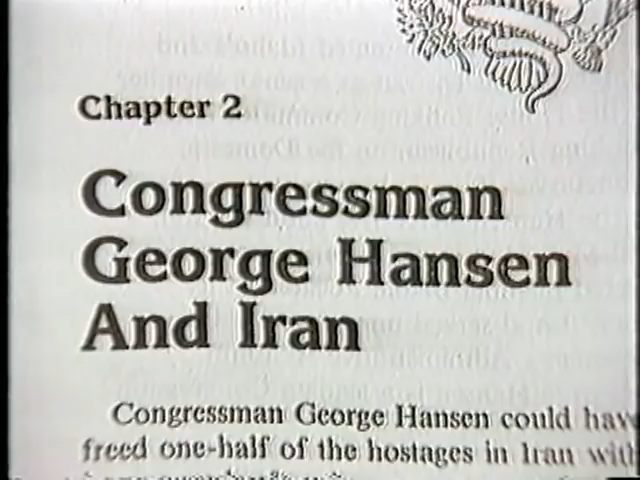 Chapter 2
Congressman
George Hansen
And Iran
Congressman George Hansen could have
freed one-half of the hostages in Iran with